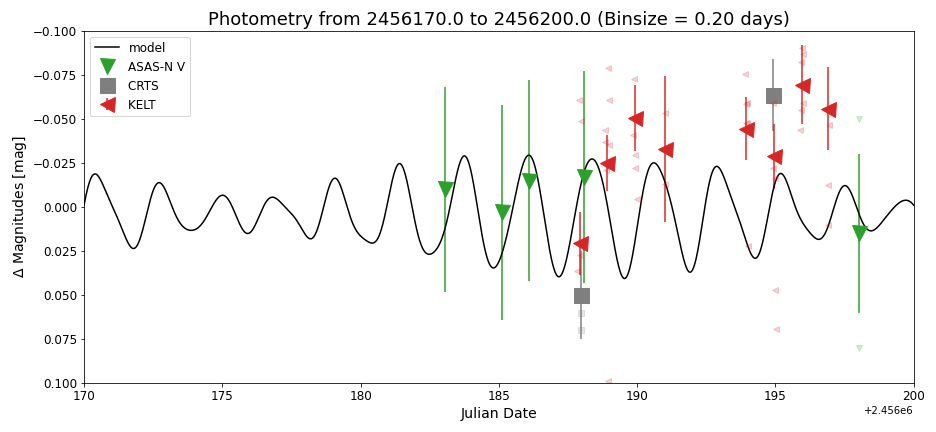 Photometry from 2456170.0 to 2456200.0 (Binsize = 0.20 days)
model
ASAS-N V
CRTS
KELT
Δ Magnitudes [mag]
−0.100
−0.075
−0.050
−0.025
0.000
0.025
0.050
0.075
0.100
170 175 180 185 190 195 200
+2.456e6
Julian Date